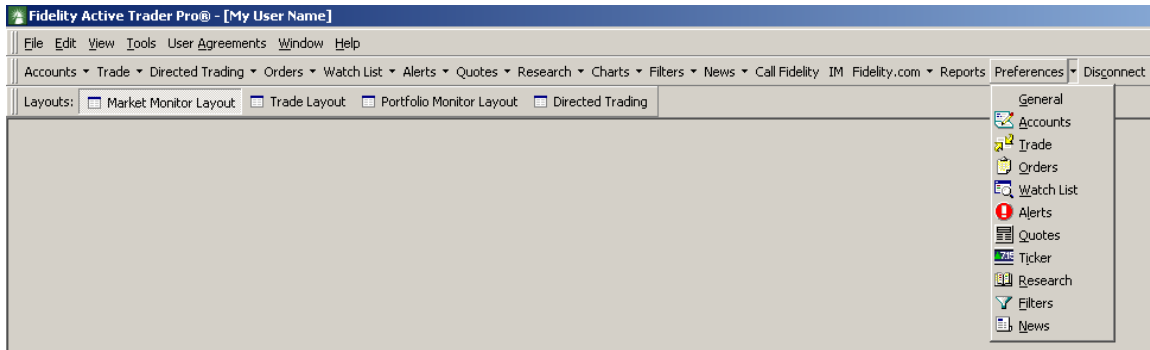 Fidelity Active Trader Pro® - [My User Name]
File Edit View Tools User Agreements Window Help
Accounts Trade Directed Trading Orders Watch List Alerts Quotes Research Charts Filters News Call Fidelity IM Fidelity.com Reports Preferences Disconnect
Layouts: Market Monitor Layout Trade Layout Portfolio Monitor Layout Directed Trading
General
Accounts
Trade
Orders
Watch List
Alerts
Quotes
Ticker
Research
Filters
News